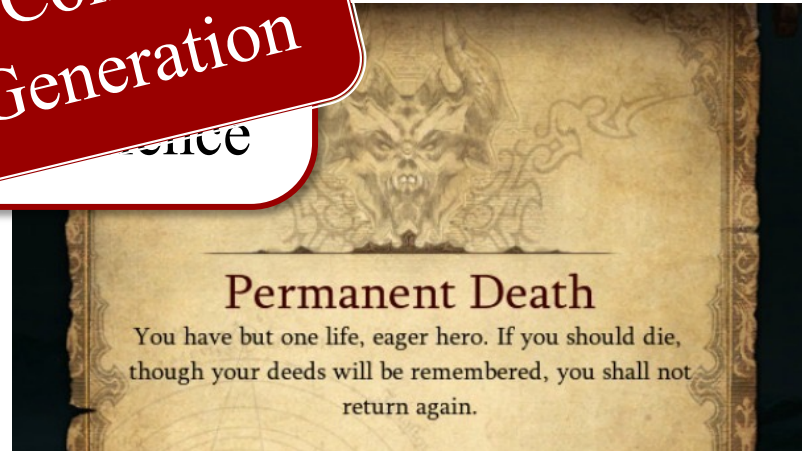 Generation
Permanent Death
You have but one life, eager hero. If you should die,
though your deeds will be remembered, you shall not
return again.